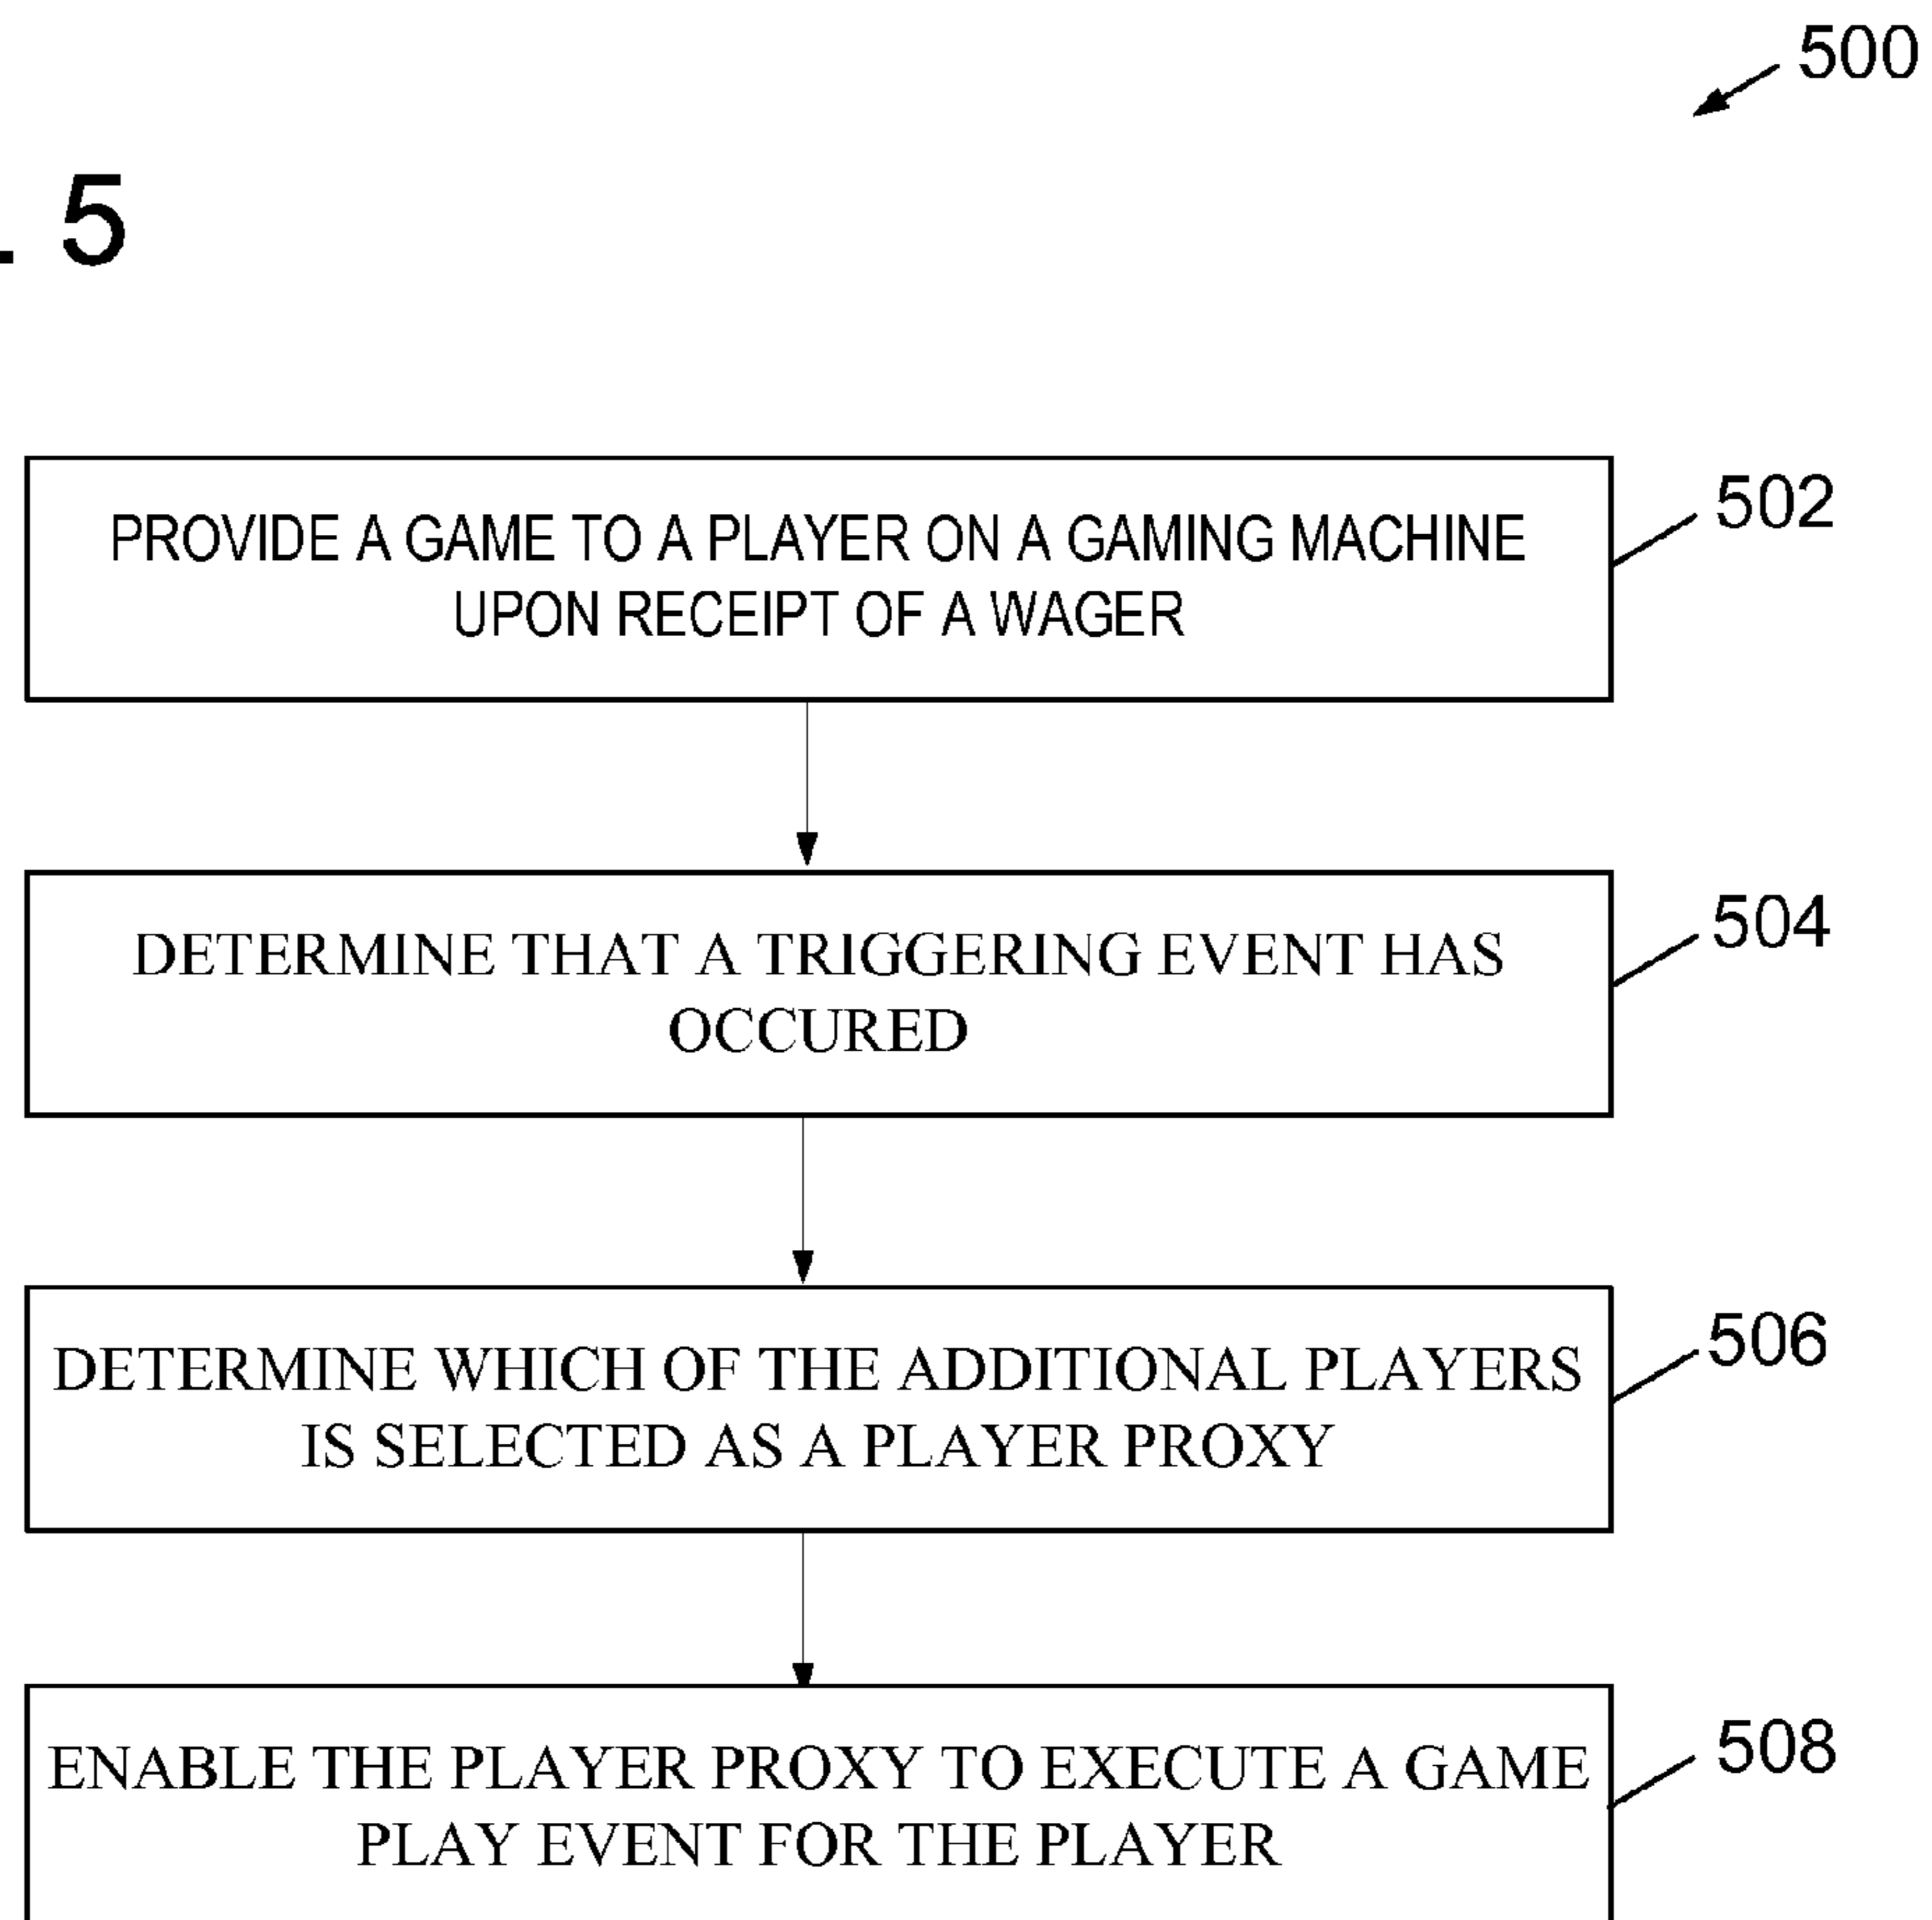 500
. 5
PROVIDE A GAME TO A PLAYER ON A GAMING MACHINE
UPON RECEIPT OF A WAGER
502
DETERMINE THAT A TRIGGERING EVENT HAS
OCCURED
504
DETERMINE WHICH OF THE ADDITIONAL PLAYERS
IS SELECTED AS A PLAYER PROXY
506
ENABLE THE PLAYER PROXY TO EXECUTE A GAME
PLAY EVENT FOR THE PLAYER
508